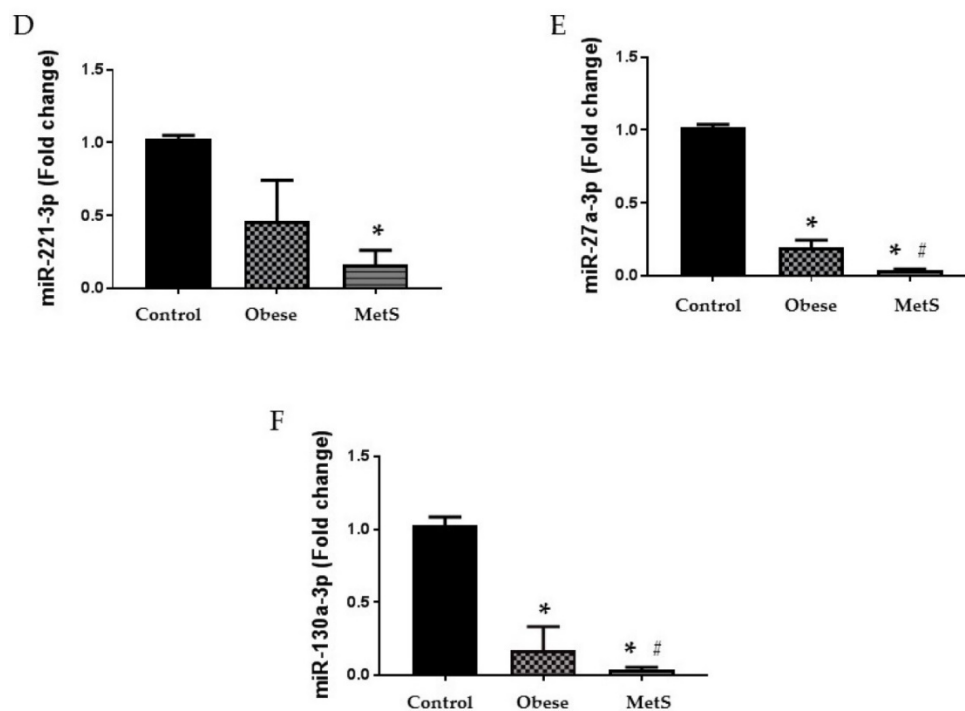 D
miR-221-3p (Fold change)
1.5
1.0
0.5
0.0
*
Control Obese MetS
E
miR-27a-3p (Fold change)
1.5
1.0
0.5
0.0
*
* #
Control Obese MetS
F
miR-130a-3p (Fold change)
1.5
1.0
0.5
0.0
*
* #
Control Obese MetS